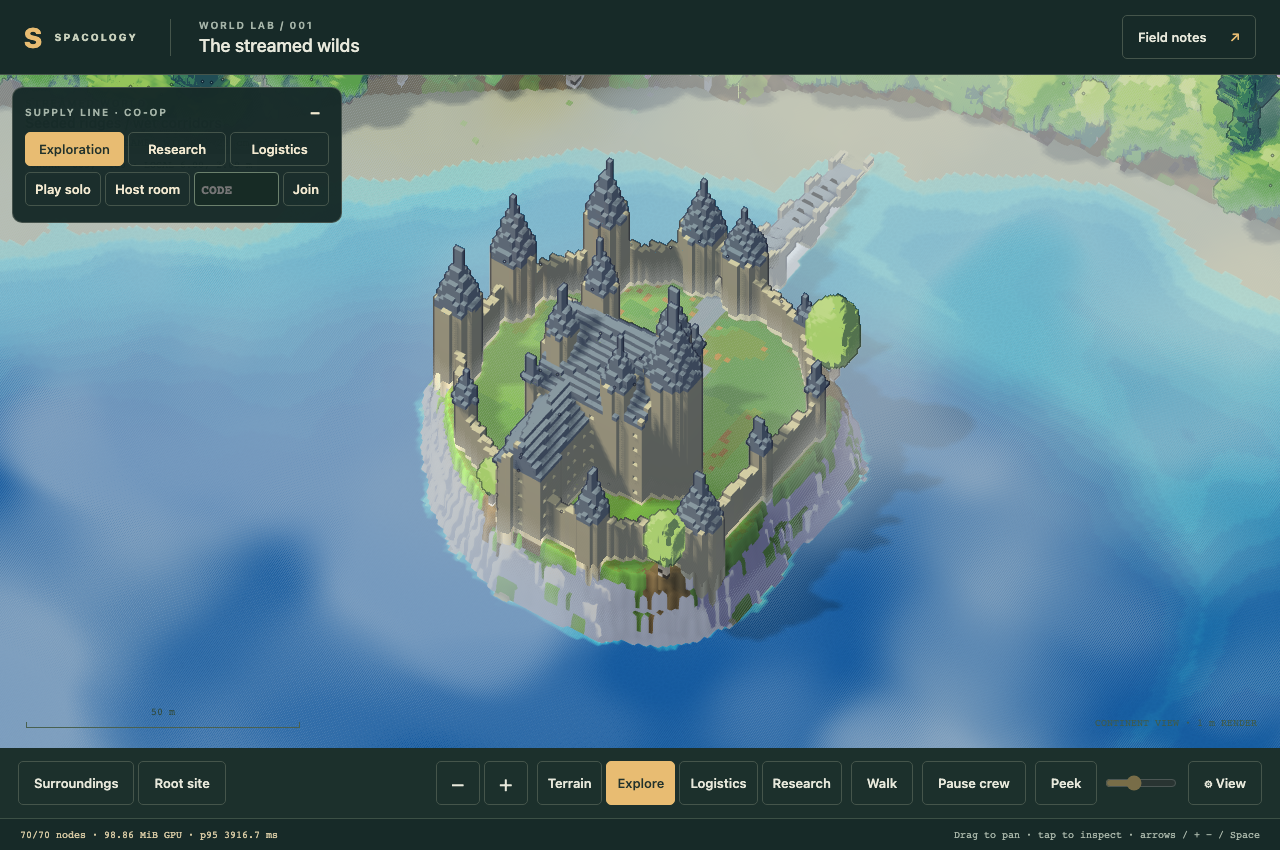 S SPACOLOGY
WORLD LAB / 001
The streamed wilds
Field notes ↗
SUPPLY LINE · CO-OP −
Exploration Research Logistics
Play solo Host room CODE Join
50 m
Surroundings Root site − + Terrain Explore Logistics Research Walk Pause crew Peek ⚙ View
70/70 nodes · 98.86 MiB GPU · p95 3916.7 ms
Drag to pan · tap to inspect · arrows / + − / Space